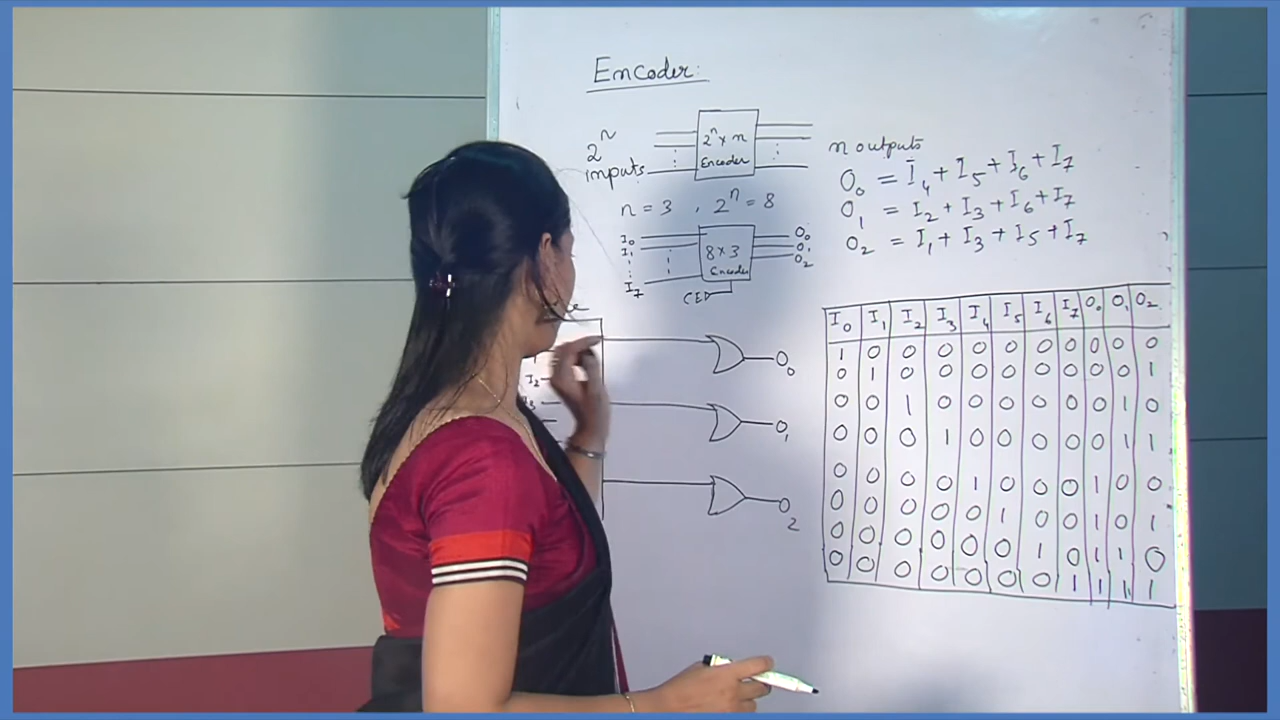 Encoder:
2ⁿ inputs
2ⁿ × n Encoder
n outputs
n = 3 , 2ⁿ = 8
O₀ = I₄ + I₅ + I₆ + I₇
O₁ = I₂ + I₃ + I₆ + I₇
O₂ = I₁ + I₃ + I₅ + I₇
I₀
I₁
I₇
8 × 3 Encoder
O₀
O₁
O₂
I₂
O₀
O₁
O₂
I₀ I₁ I₂ I₃ I₄ I₅ I₆ I₇ O₀ O₁ O₂
1 0 0 0 0 0 0 0 0 0 0
0 1 0 0 0 0 0 0 0 0 1
0 0 1 0 0 0 0 0 0 1 0
0 0 0 1 0 0 0 0 0 1 1
0 0 0 0 1 0 0 0 1 0 0
0 0 0 0 0 1 0 0 1 0 1
0 0 0 0 0 0 1 0 1 1 0
0 0 0 0 0 0 0 1 1 1 1